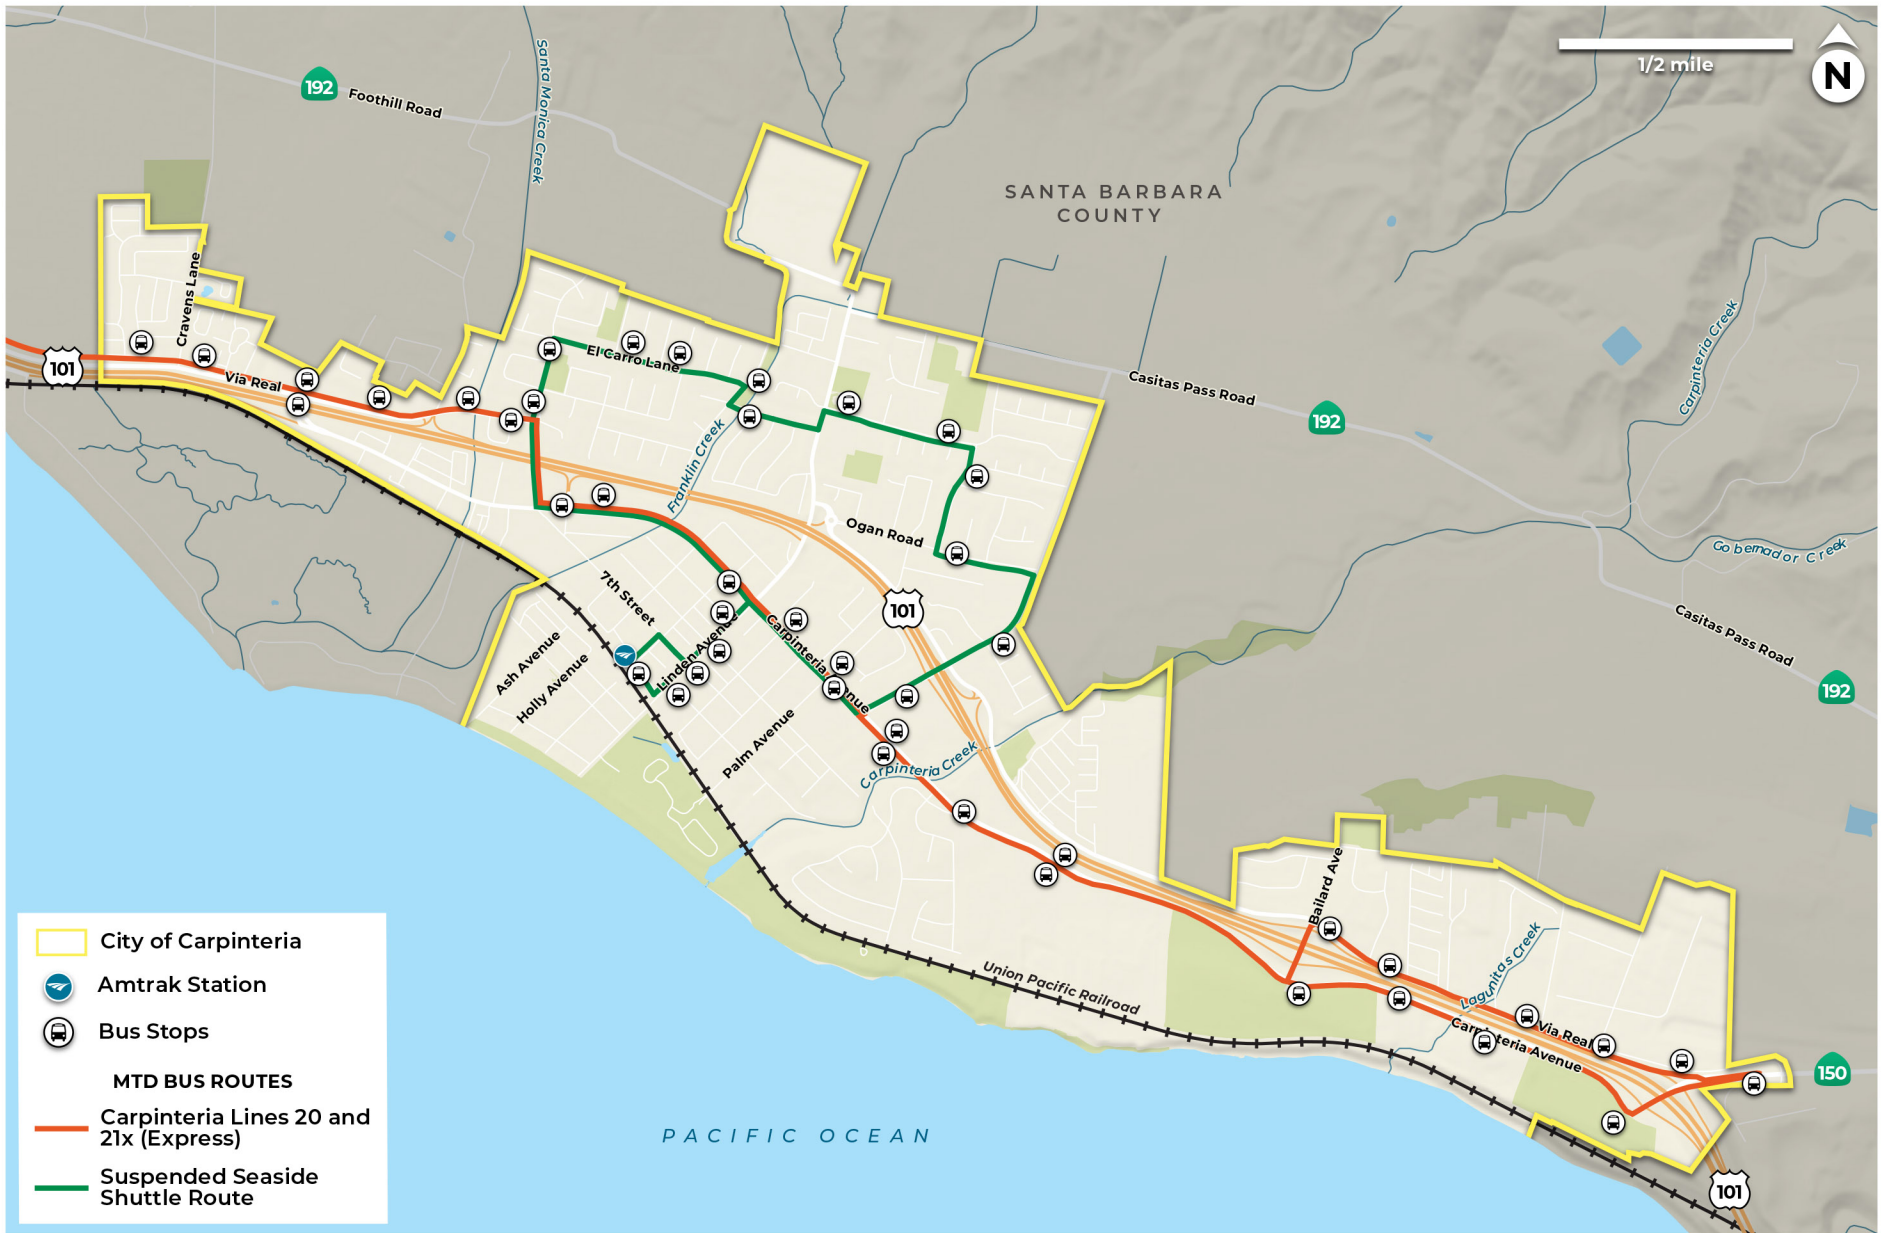 192
Foothill Road
Santa Monica Creek
1/2 mile
N
SANTA BARBARA
COUNTY
Cravens Lane
101
Via Real
El Carro Lane
Casitas Pass Road
192
Carpinteria Creek
Franklin Creek
Ogan Road
Gobernador Creek
7th Street
101
Casitas Pass Road
192
Ash Avenue
Holly Avenue
Linden Avenue
Carpinteria Avenue
Palm Avenue
Carpinteria Creek
Bailard Ave
Lagunitas Creek
Union Pacific Railroad
Via Real
Carpinteria Avenue
150
PACIFIC OCEAN
101
City of Carpinteria
Amtrak Station
Bus Stops
MTD BUS ROUTES
Carpinteria Lines 20 and
21x (Express)
Suspended Seaside
Shuttle Route